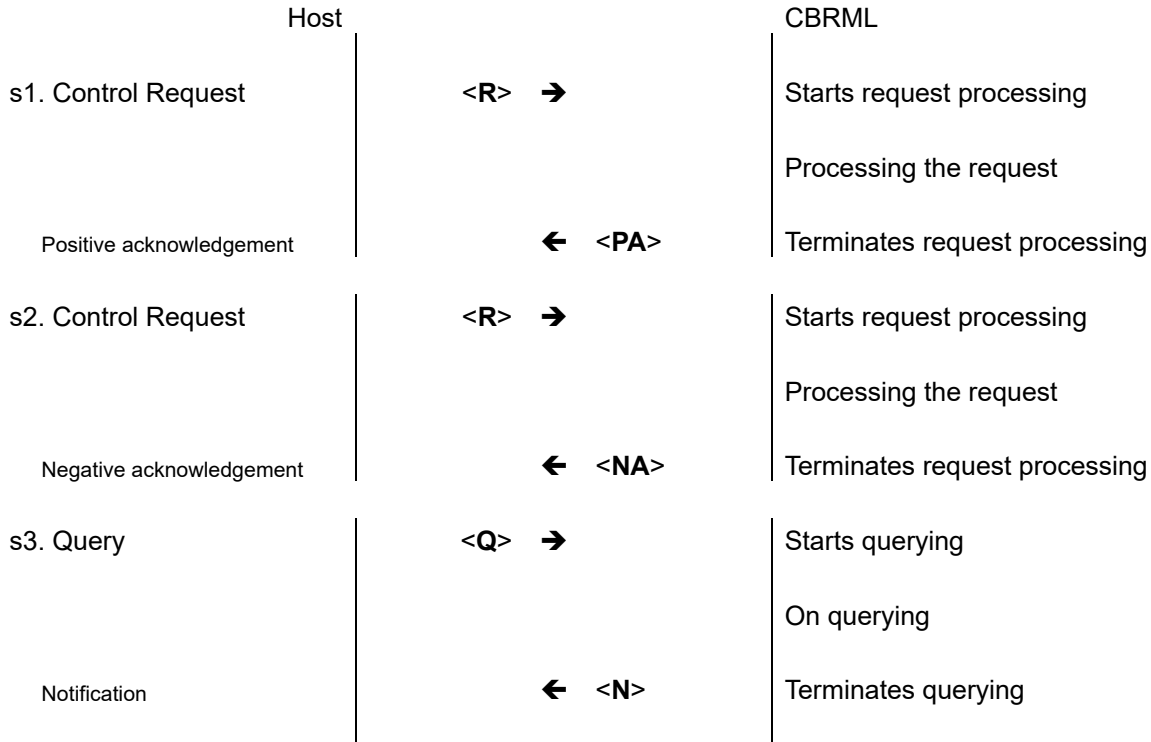 Host CBRML
s1. Control Request <R> ➔ Starts request processing
Processing the request
Positive acknowledgement 🡰 <PA> Terminates request processing
s2. Control Request <R> ➔ Starts request processing
Processing the request
Negative acknowledgement 🡰 <NA> Terminates request processing
s3. Query <Q> ➔ Starts querying
On querying
Notification 🡰 <N> Terminates querying